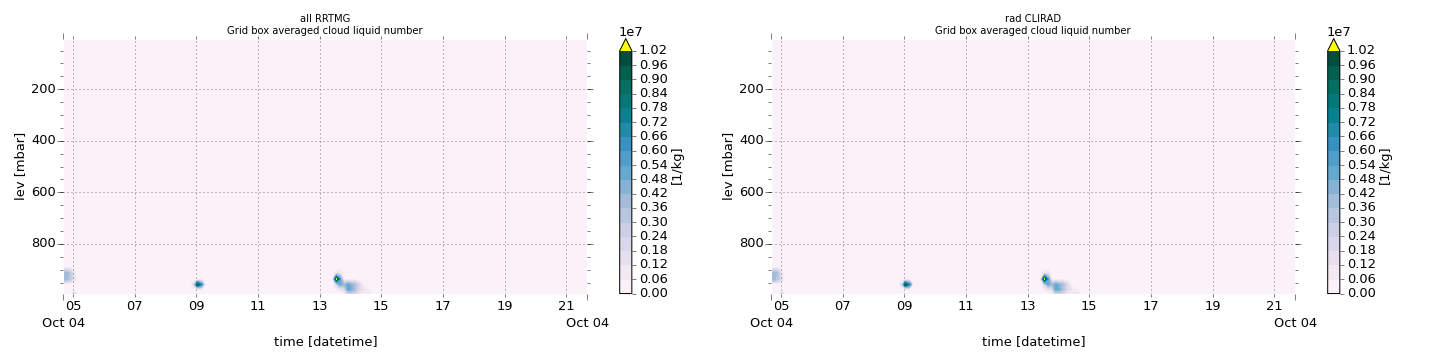 all RRTMG
Grid box averaged cloud liquid number
1e7
1.02
0.96
0.90
0.84
0.78
0.72
0.66
0.60
0.54
0.48
0.42
0.36
0.30
0.24
0.18
0.12
0.06
0.00
[1/kg]
lev [mbar]
200
400
600
800
05 07 09 11 13 15 17 19 21
Oct 04 Oct 04
time [datetime]
rad CLIRAD
Grid box averaged cloud liquid number
1e7
1.02
0.96
0.90
0.84
0.78
0.72
0.66
0.60
0.54
0.48
0.42
0.36
0.30
0.24
0.18
0.12
0.06
0.00
[1/kg]
lev [mbar]
200
400
600
800
05 07 09 11 13 15 17 19 21
Oct 04 Oct 04
time [datetime]